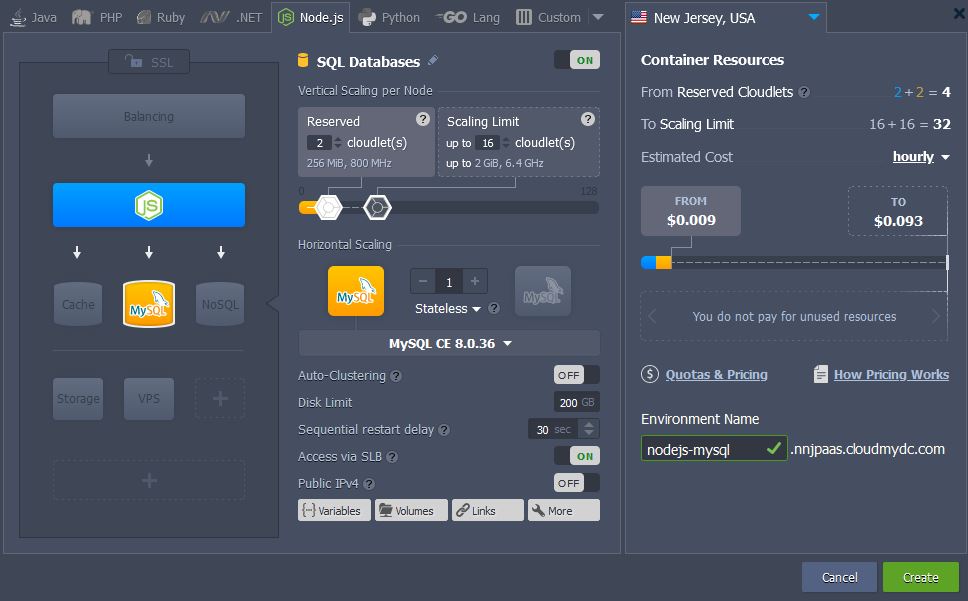 Java PHP Ruby .NET Node.js Python Lang Custom
New Jersey, USA
SSL
Balancing
JS
Cache
MySQL
NoSQL
Storage
VPS
SQL Databases
ON
Vertical Scaling per Node
Reserved ?
2 cloudlet(s)
256 MiB, 800 MHz
Scaling Limit ?
up to 16 cloudlet(s)
up to 2 GiB, 6.4 GHz
0 128
Horizontal Scaling
MySQL
1
MySQL
Stateless ?
MySQL CE 8.0.36
Auto-Clustering ? OFF
Disk Limit 200 GB
Sequential restart delay ? 30 sec
Access via SLB ? ON
Public IPv4 ? OFF
Variables Volumes Links More
Container Resources
From Reserved Cloudlets ? 2 + 2 = 4
To Scaling Limit 16 + 16 = 32
Estimated Cost hourly
FROM
$0.009
TO
$0.093
You do not pay for unused resources
$ Quotas & Pricing
How Pricing Works
Environment Name
nodejs-mysql .nnjpaas.cloudmydc.com
Cancel Create